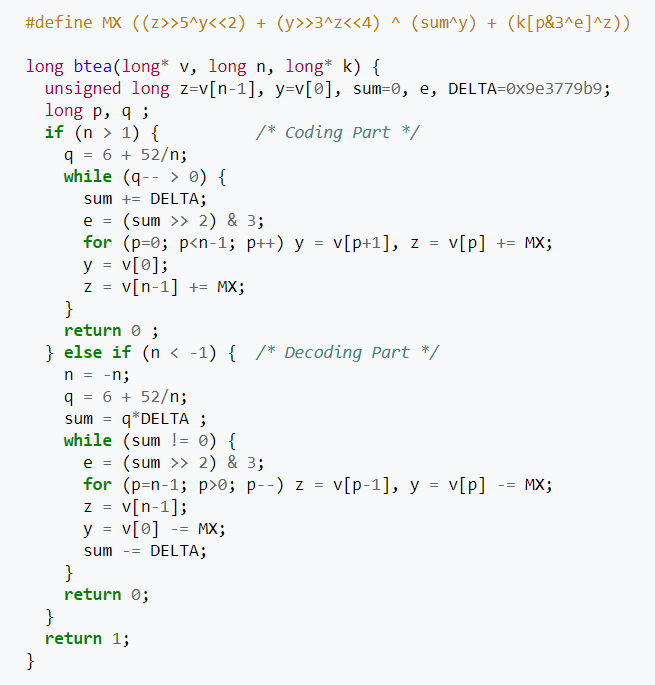 #define MX ((z>>5^y<<2) + (y>>3^z<<4) ^ (sum^y) + (k[p&3^e]^z))

long btea(long* v, long n, long* k) {
  unsigned long z=v[n-1], y=v[0], sum=0, e, DELTA=0x9e3779b9;
  long p, q ;
  if (n > 1) {          /* Coding Part */
    q = 6 + 52/n;
    while (q-- > 0) {
      sum += DELTA;
      e = (sum >> 2) & 3;
      for (p=0; p<n-1; p++) y = v[p+1], z = v[p] += MX;
      y = v[0];
      z = v[n-1] += MX;
    }
    return 0 ;
  } else if (n < -1) {  /* Decoding Part */
    n = -n;
    q = 6 + 52/n;
    sum = q*DELTA ;
    while (sum != 0) {
      e = (sum >> 2) & 3;
      for (p=n-1; p>0; p--) z = v[p-1], y = v[p] -= MX;
      z = v[n-1];
      y = v[0] -= MX;
      sum -= DELTA;
    }
    return 0;
  }
  return 1;
}